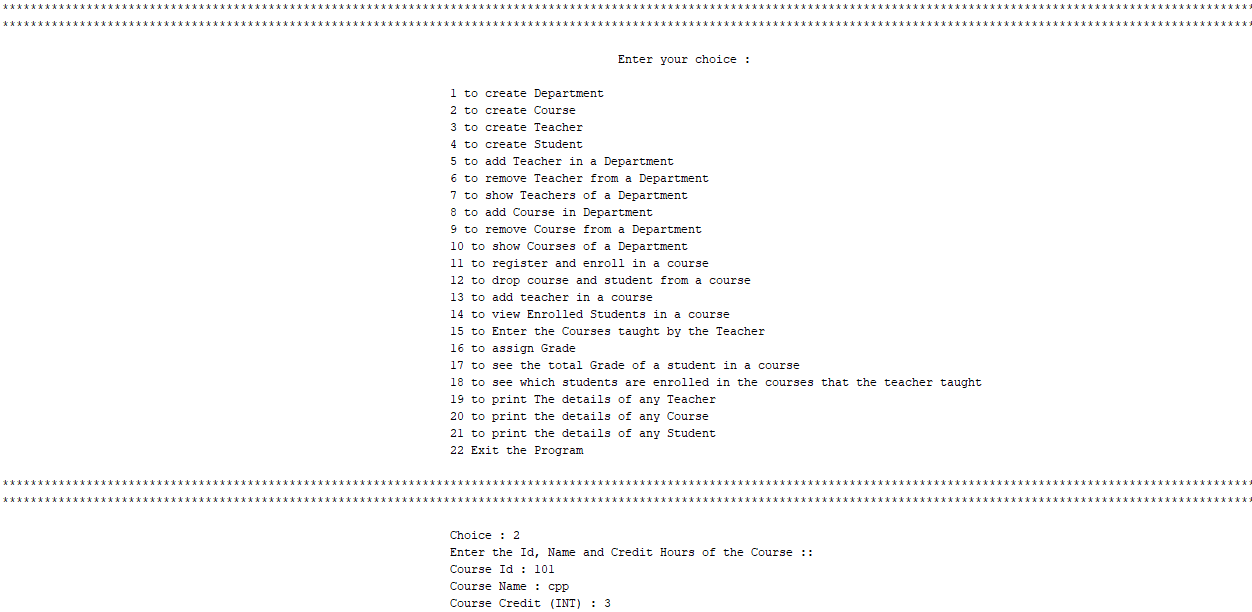 ********************************************************************************************************************************************************************************
********************************************************************************************************************************************************************************
Enter your choice :
1 to create Department
2 to create Course
3 to create Teacher
4 to create Student
5 to add Teacher in a Department
6 to remove Teacher from a Department
7 to show Teachers of a Department
8 to add Course in Department
9 to remove Course from a Department
10 to show Courses of a Department
11 to register and enroll in a course
12 to drop course and student from a course
13 to add teacher in a course
14 to view Enrolled Students in a course
15 to Enter the Courses taught by the Teacher
16 to assign Grade
17 to see the total Grade of a student in a course
18 to see which students are enrolled in the courses that the teacher taught
19 to print The details of any Teacher
20 to print the details of any Course
21 to print the details of any Student
22 Exit the Program
********************************************************************************************************************************************************************************
********************************************************************************************************************************************************************************
Choice : 2
Enter the Id, Name and Credit Hours of the Course ::
Course Id : 101
Course Name : cpp
Course Credit (INT) : 3